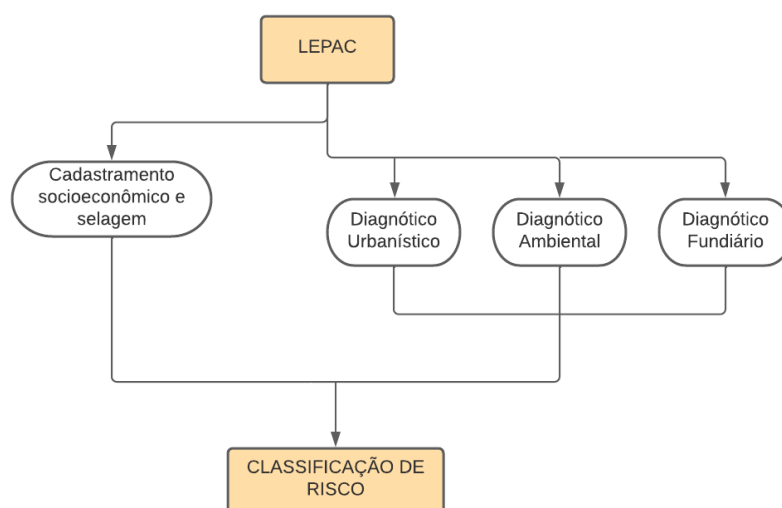 LEPAC
Cadastramento
socioeconômico e
selagem
Diagnótico
Urbanístico
Diagnótico
Ambiental
Diagnótico
Fundiário
CLASSIFICAÇÃO DE
RISCO